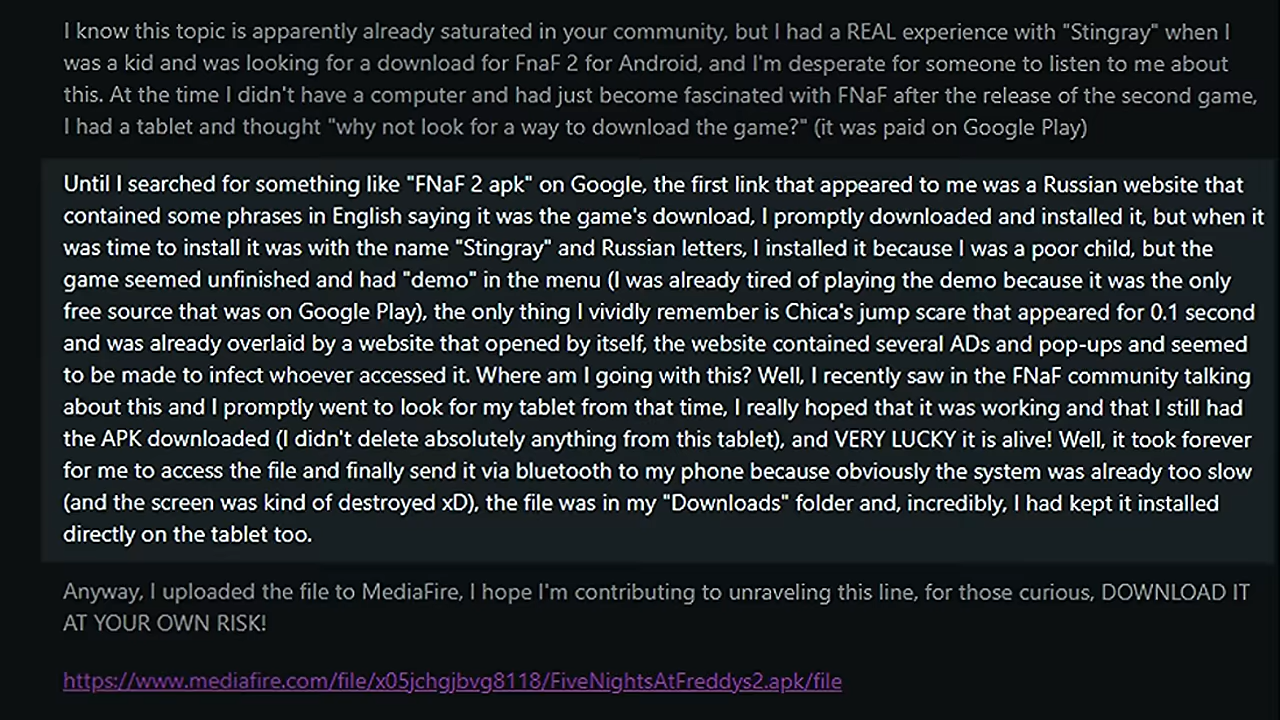 I know this topic is apparently already saturated in your community, but I had a REAL experience with "Stingray" when I
was a kid and was looking for a download for FnaF 2 for Android, and I'm desperate for someone to listen to me about
this. At the time I didn't have a computer and had just become fascinated with FNaF after the release of the second game,
I had a tablet and thought "why not look for a way to download the game?" (it was paid on Google Play)
Until I searched for something like "FNaF 2 apk" on Google, the first link that appeared to me was a Russian website that
contained some phrases in English saying it was the game's download, I promptly downloaded and installed it, but when it
was time to install it was with the name "Stingray" and Russian letters, I installed it because I was a poor child, but the
game seemed unfinished and had "demo" in the menu (I was already tired of playing the demo because it was the only
free source that was on Google Play), the only thing I vividly remember is Chica's jump scare that appeared for 0.1 second
and was already overlaid by a website that opened by itself, the website contained several ADs and pop-ups and seemed
to be made to infect whoever accessed it. Where am I going with this? Well, I recently saw in the FNaF community talking
about this and I promptly went to look for my tablet from that time, I really hoped that it was working and that I still had
the APK downloaded (I didn't delete absolutely anything from this tablet), and VERY LUCKY it is alive! Well, it took forever
for me to access the file and finally send it via bluetooth to my phone because obviously the system was already too slow
(and the screen was kind of destroyed xD), the file was in my "Downloads" folder and, incredibly, I had kept it installed
directly on the tablet too.
Anyway, I uploaded the file to MediaFire, I hope I'm contributing to unraveling this line, for those curious, DOWNLOAD IT
AT YOUR OWN RISK!
https://www.mediafire.com/file/x05jchgjbvg8118/FiveNightsAtFreddys2.apk/file